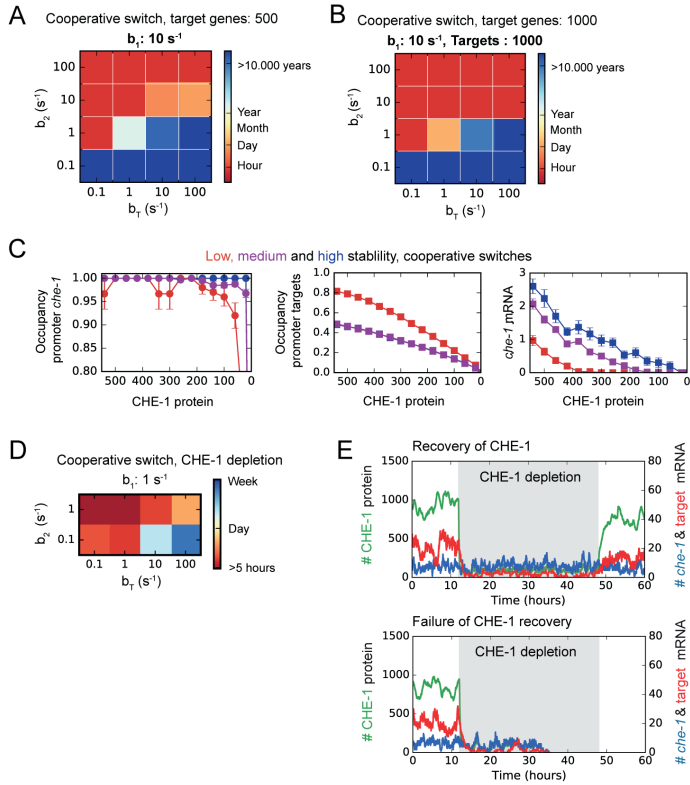 A
Cooperative switch, target genes: 500
b1: 10 s-1
b2 (s-1)
100
10
1
0.1
0.1 1 10 100
bT (s-1)
>10.000 years
Year
Month
Day
Hour
B
Cooperative switch, target genes: 1000
b1: 10 s-1, Targets : 1000
b2 (s-1)
100
10
1
0.1
0.1 1 10 100
bT (s-1)
>10.000 years
Year
Month
Day
Hour
C
Low, medium and high stablility, cooperative switches
Occupancy
promoter che-1
1.00
0.95
0.90
0.85
0.80
500 400 300 200 100 0
CHE-1 protein
Occupancy
promoter targets
1.0
0.8
0.6
0.4
0.2
0.0
500 400 300 200 100 0
CHE-1 protein
che-1 mRNA
3
2
1
0
500 400 300 200 100 0
CHE-1 protein
D
Cooperative switch, CHE-1 depletion
b1: 1 s-1
b2 (s-1)
1
0.1
0.1 1 10 100
bT (s-1)
Week
Day
>5 hours
E
Recovery of CHE-1
# CHE-1 protein
1500
1000
500
0
CHE-1 depletion
80
60
40
20
0
# che-1 & target mRNA
0 10 20 30 40 50 60
Time (hours)
Failure of CHE-1 recovery
# CHE-1 protein
1500
1000
500
0
CHE-1 depletion
80
60
40
20
0
# che-1 & target mRNA
0 10 20 30 40 50 60
Time (hours)